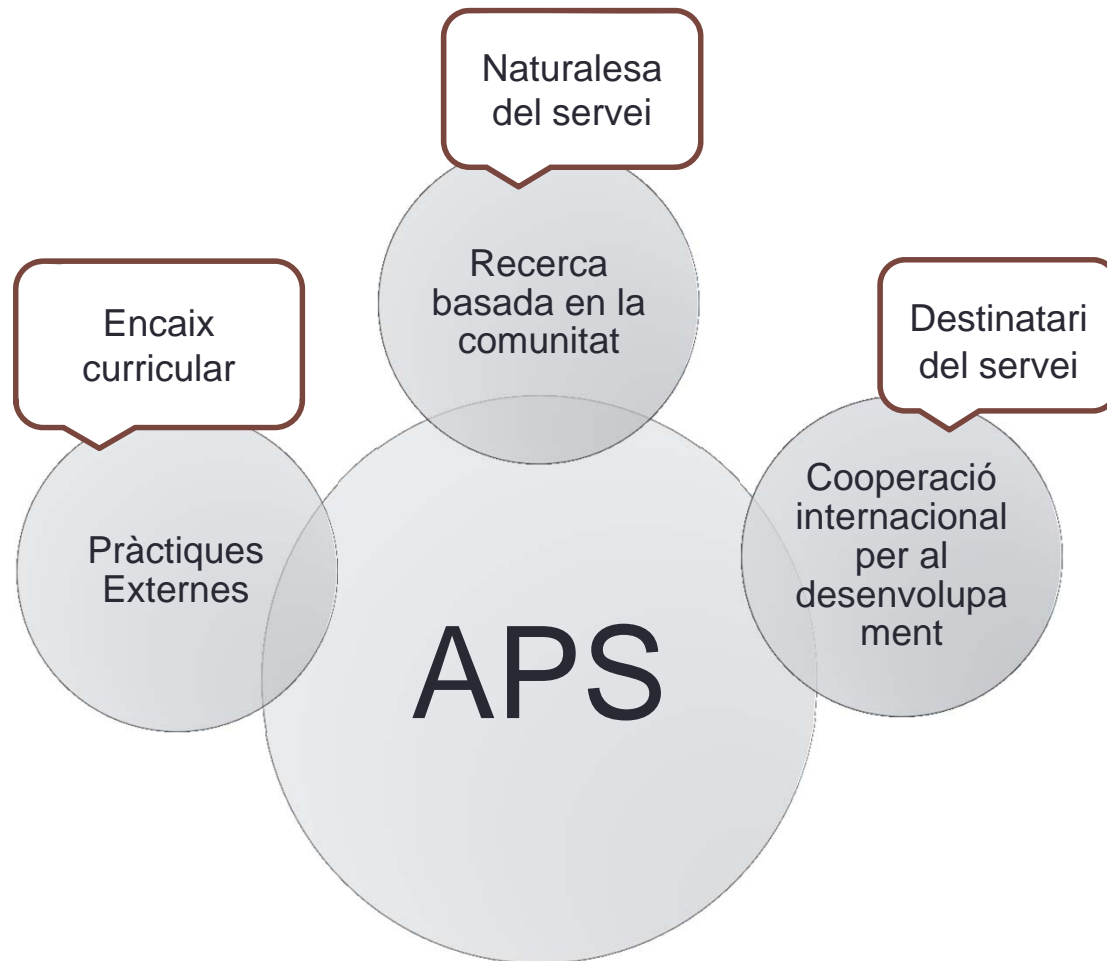 Naturalesa
del servei
Recerca
basada en la
comunitat
Encaix
curricular
Pràctiques
Externes
Destinatari
del servei
Cooperació
internacional
per al
desenvolupa
ment
APS